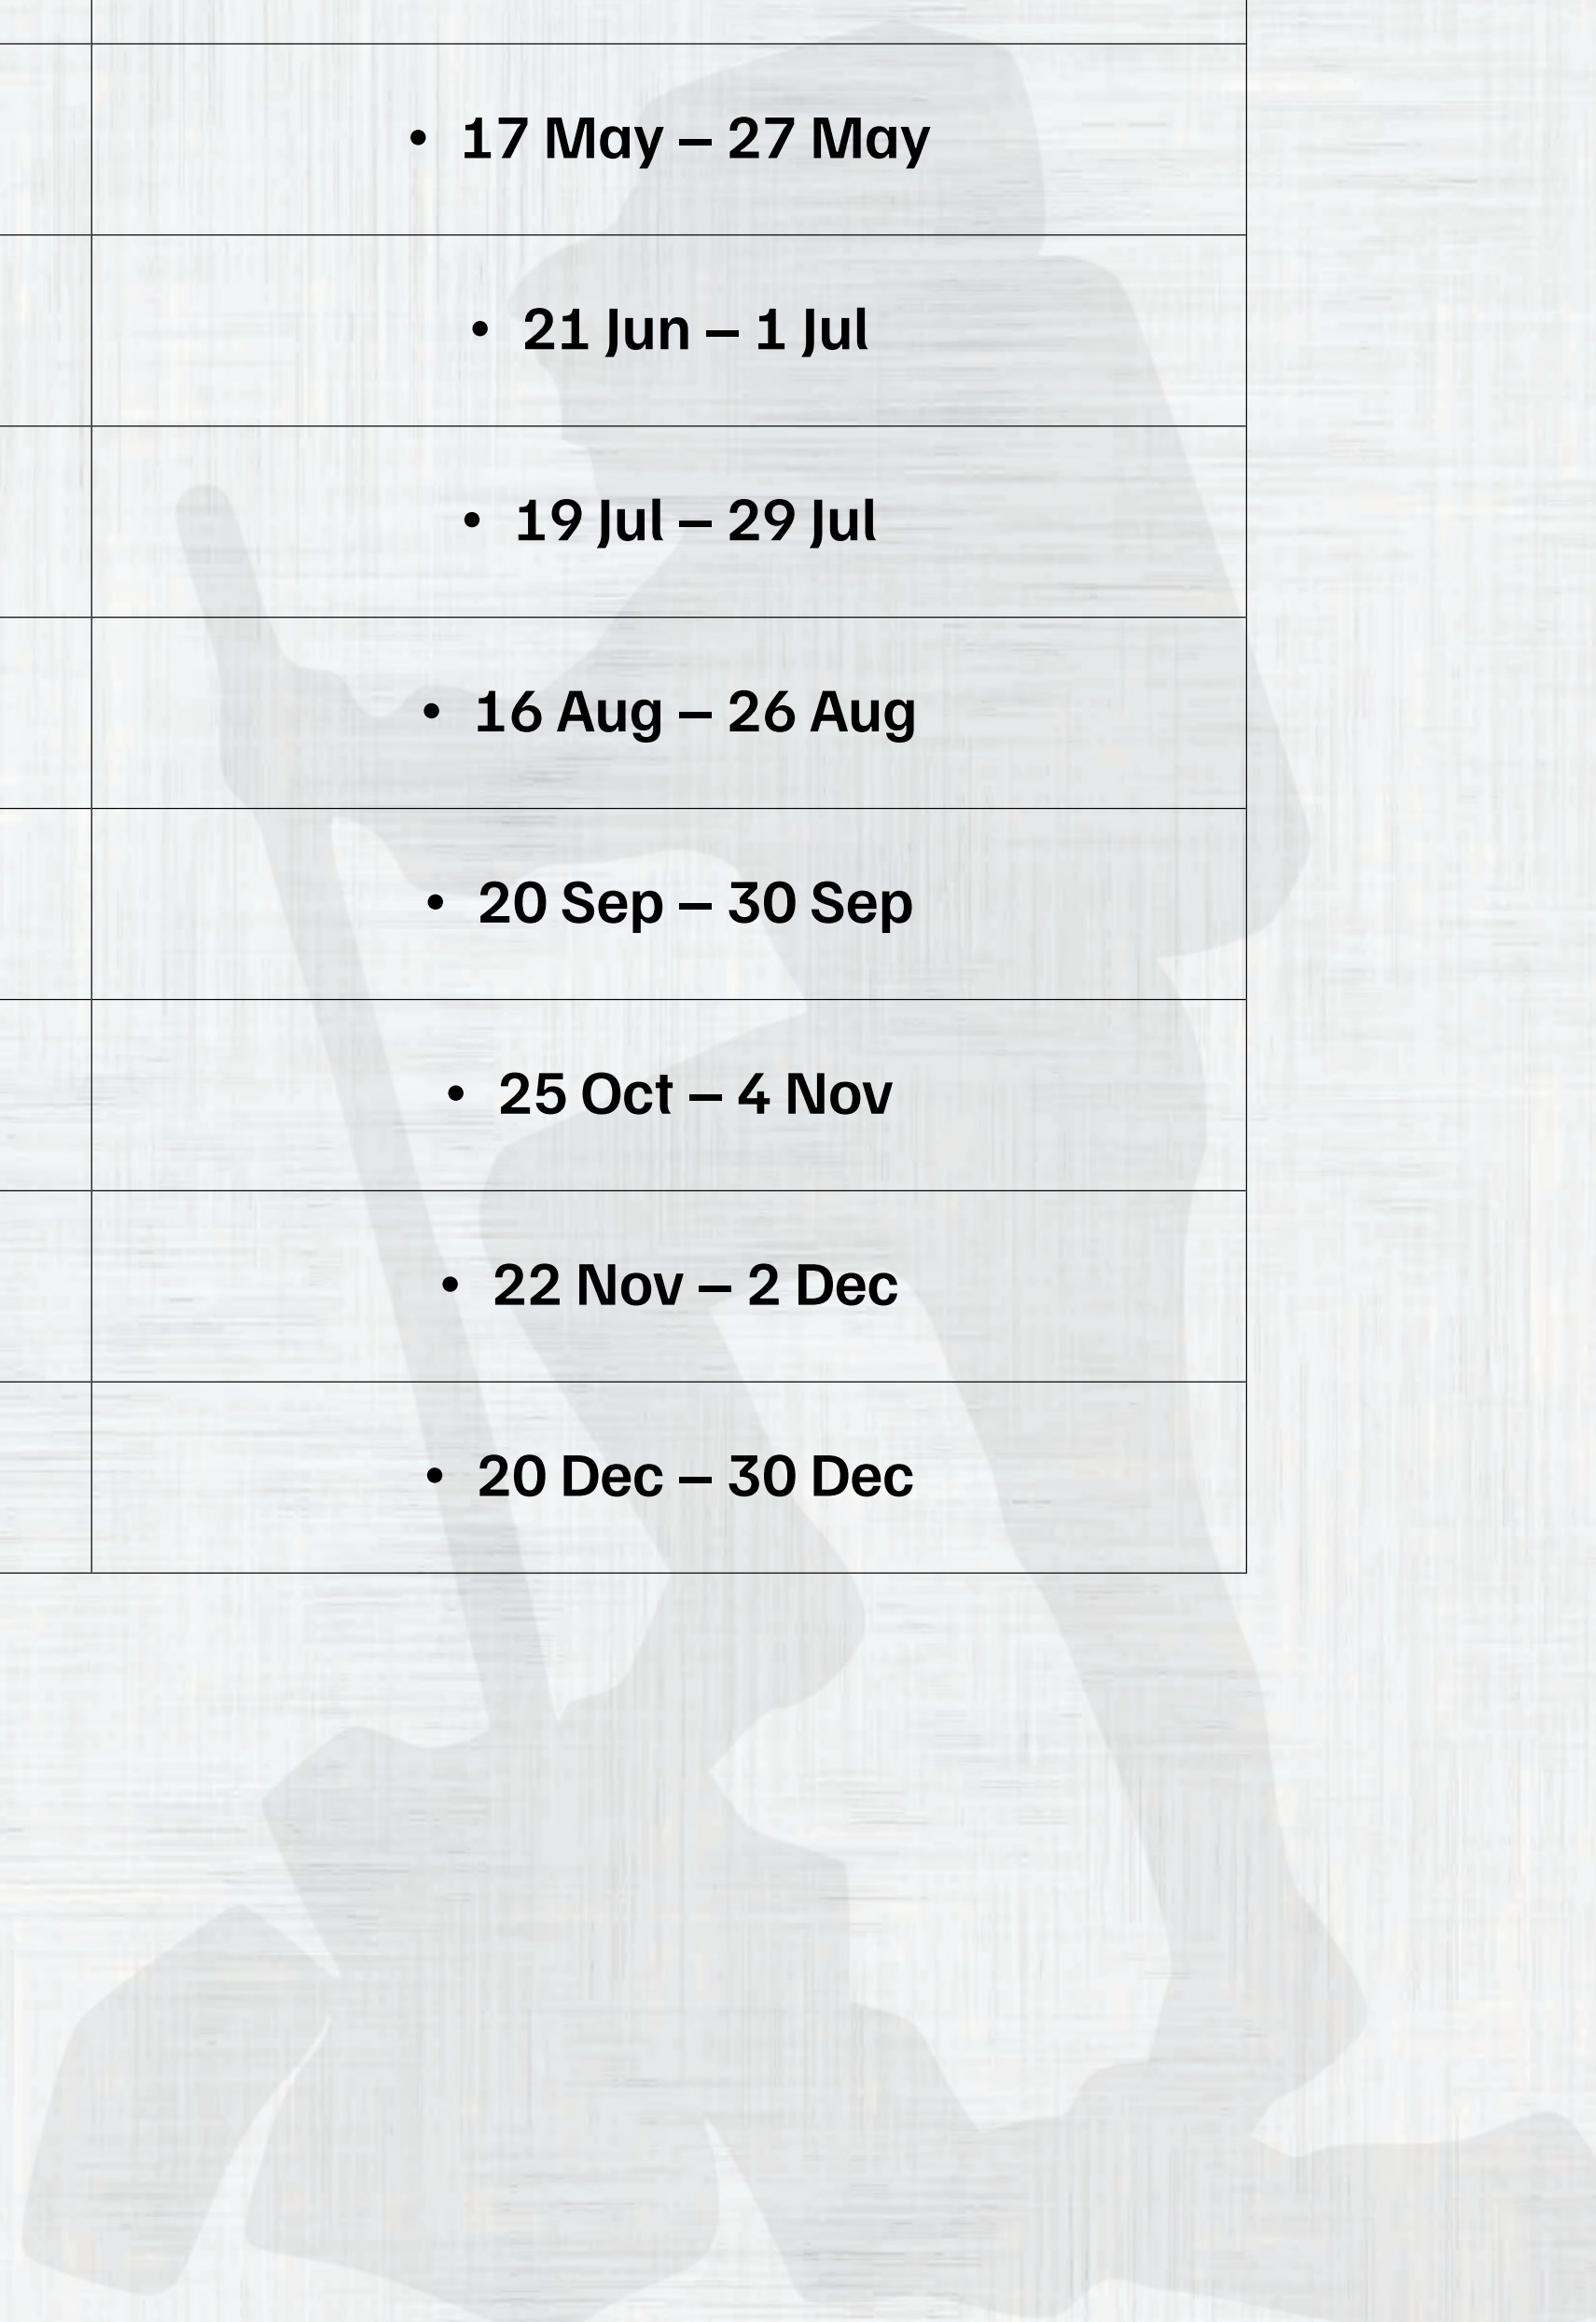 • 17 May – 27 May
• 21 Jun – 1 Jul
• 19 Jul – 29 Jul
• 16 Aug – 26 Aug
• 20 Sep – 30 Sep
• 25 Oct – 4 Nov
• 22 Nov – 2 Dec
• 20 Dec – 30 Dec